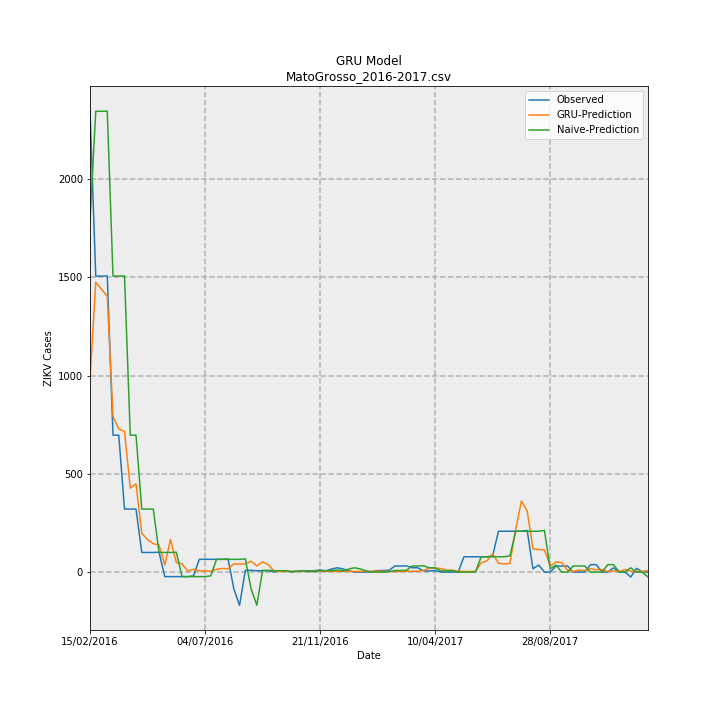 GRU Model
MatoGrosso_2016-2017.csv
Observed
GRU-Prediction
Naive-Prediction
2000
1500
1000
500
0
ZIKV Cases
15/02/2016
04/07/2016
21/11/2016
10/04/2017
28/08/2017
Date